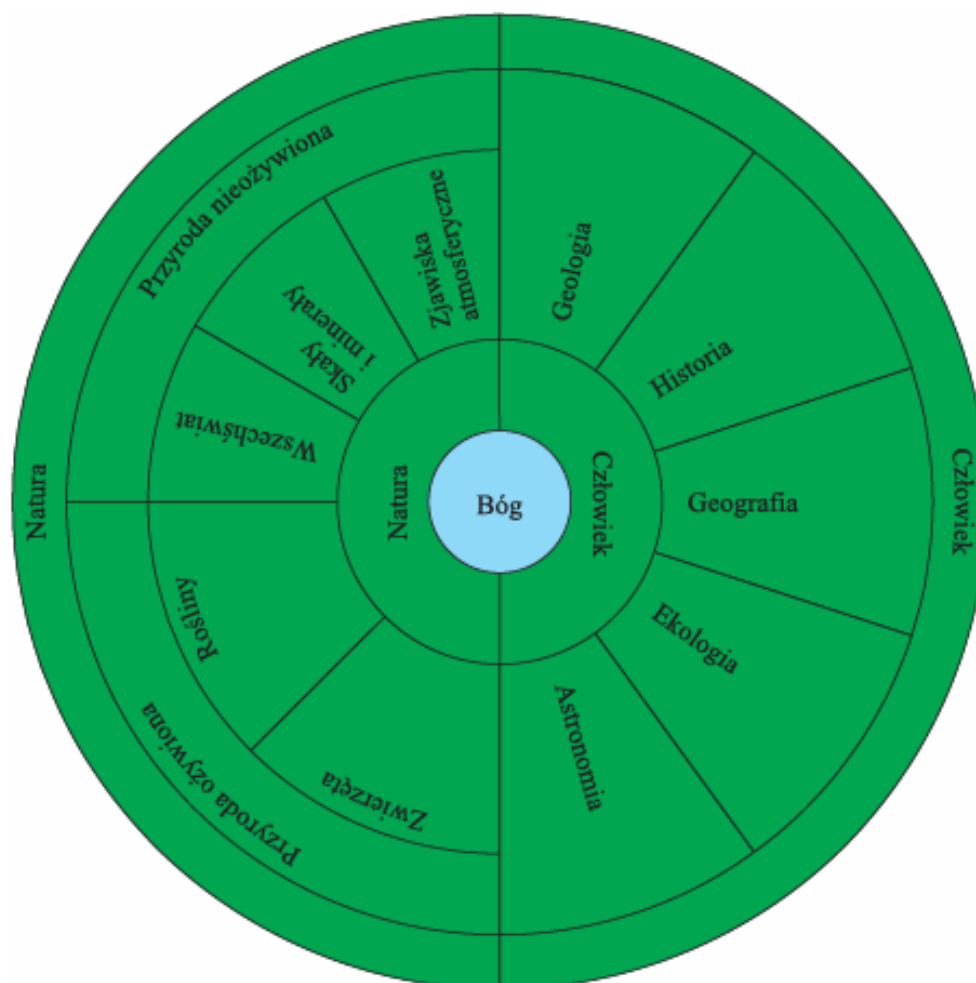 Przyroda nieożywiona
Zjawiska
atmosferyczne
Skały
i minerały
Wszechświat
Natura
Natura
Bóg
Człowiek
Człowiek
Geologia
Historia
Geografia
Ekologia
Astronomia
Rośliny
Zwierzęta
Przyroda ożywiona